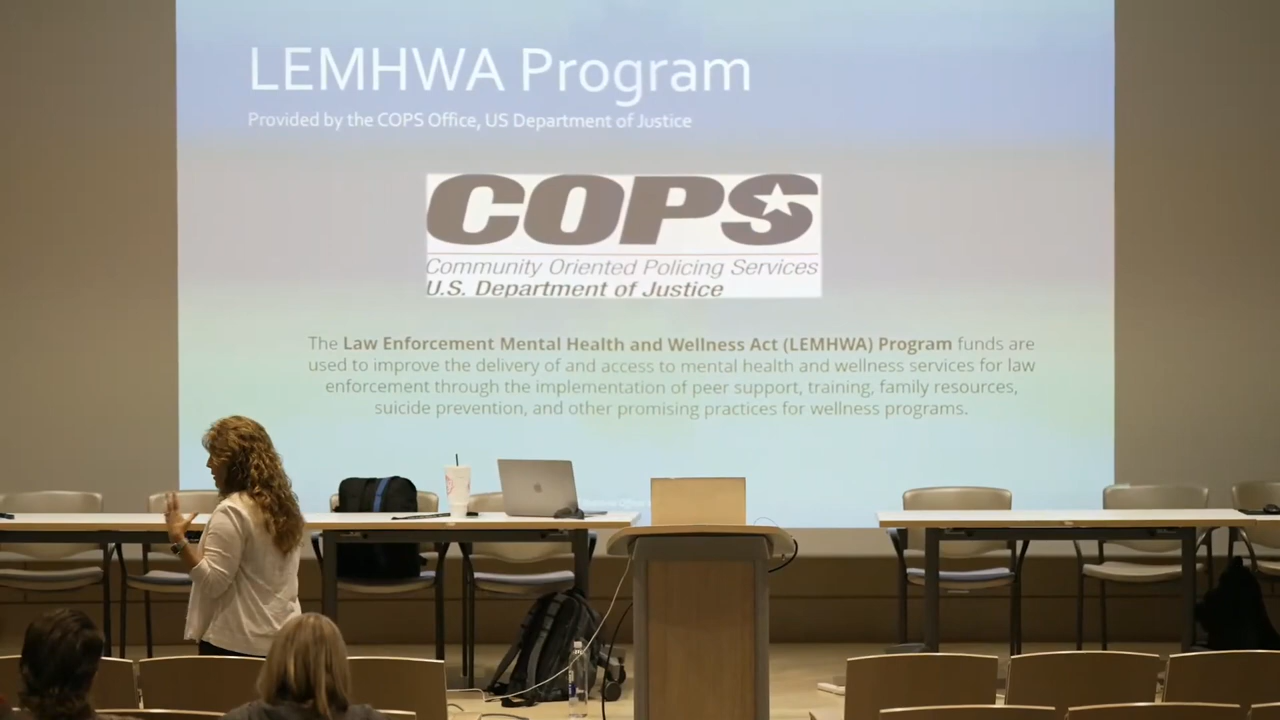 LEMHWA Program
Provided by the COPS Office, US Department of Justice
COPS
Community Oriented Policing Services
U.S. Department of Justice
The Law Enforcement Mental Health and Wellness Act (LEMHWA) Program funds are
used to improve the delivery of and access to mental health and wellness services for law
enforcement through the implementation of peer support, training, family resources,
suicide prevention, and other promising practices for wellness programs.